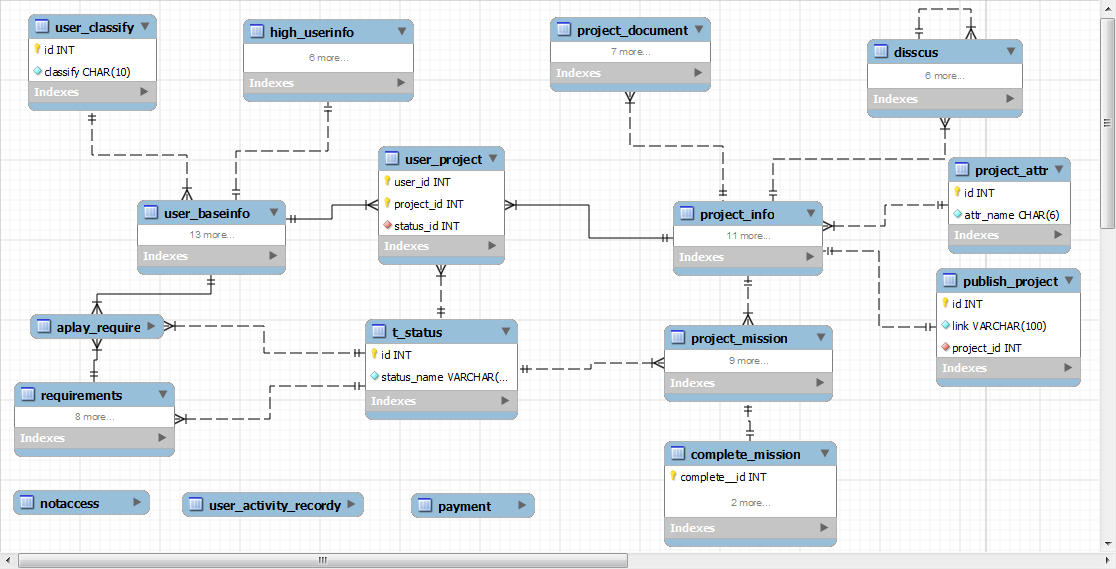 user_classify
id INT
classify CHAR(10)
Indexes
high_userinfo
6 more...
Indexes
project_document
7 more...
Indexes
disscus
6 more...
Indexes
user_project
user_id INT
project_id INT
status_id INT
Indexes
project_attr
id INT
attr_name CHAR(6)
Indexes
user_baseinfo
13 more...
Indexes
project_info
11 more...
Indexes
publish_project
id INT
link VARCHAR(100)
project_id INT
Indexes
aplay_require
t_status
id INT
status_name VARCHAR(...
Indexes
project_mission
9 more...
Indexes
requirements
8 more...
Indexes
complete_mission
complete__id INT
2 more...
Indexes
notaccess
user_activity_recordy
payment